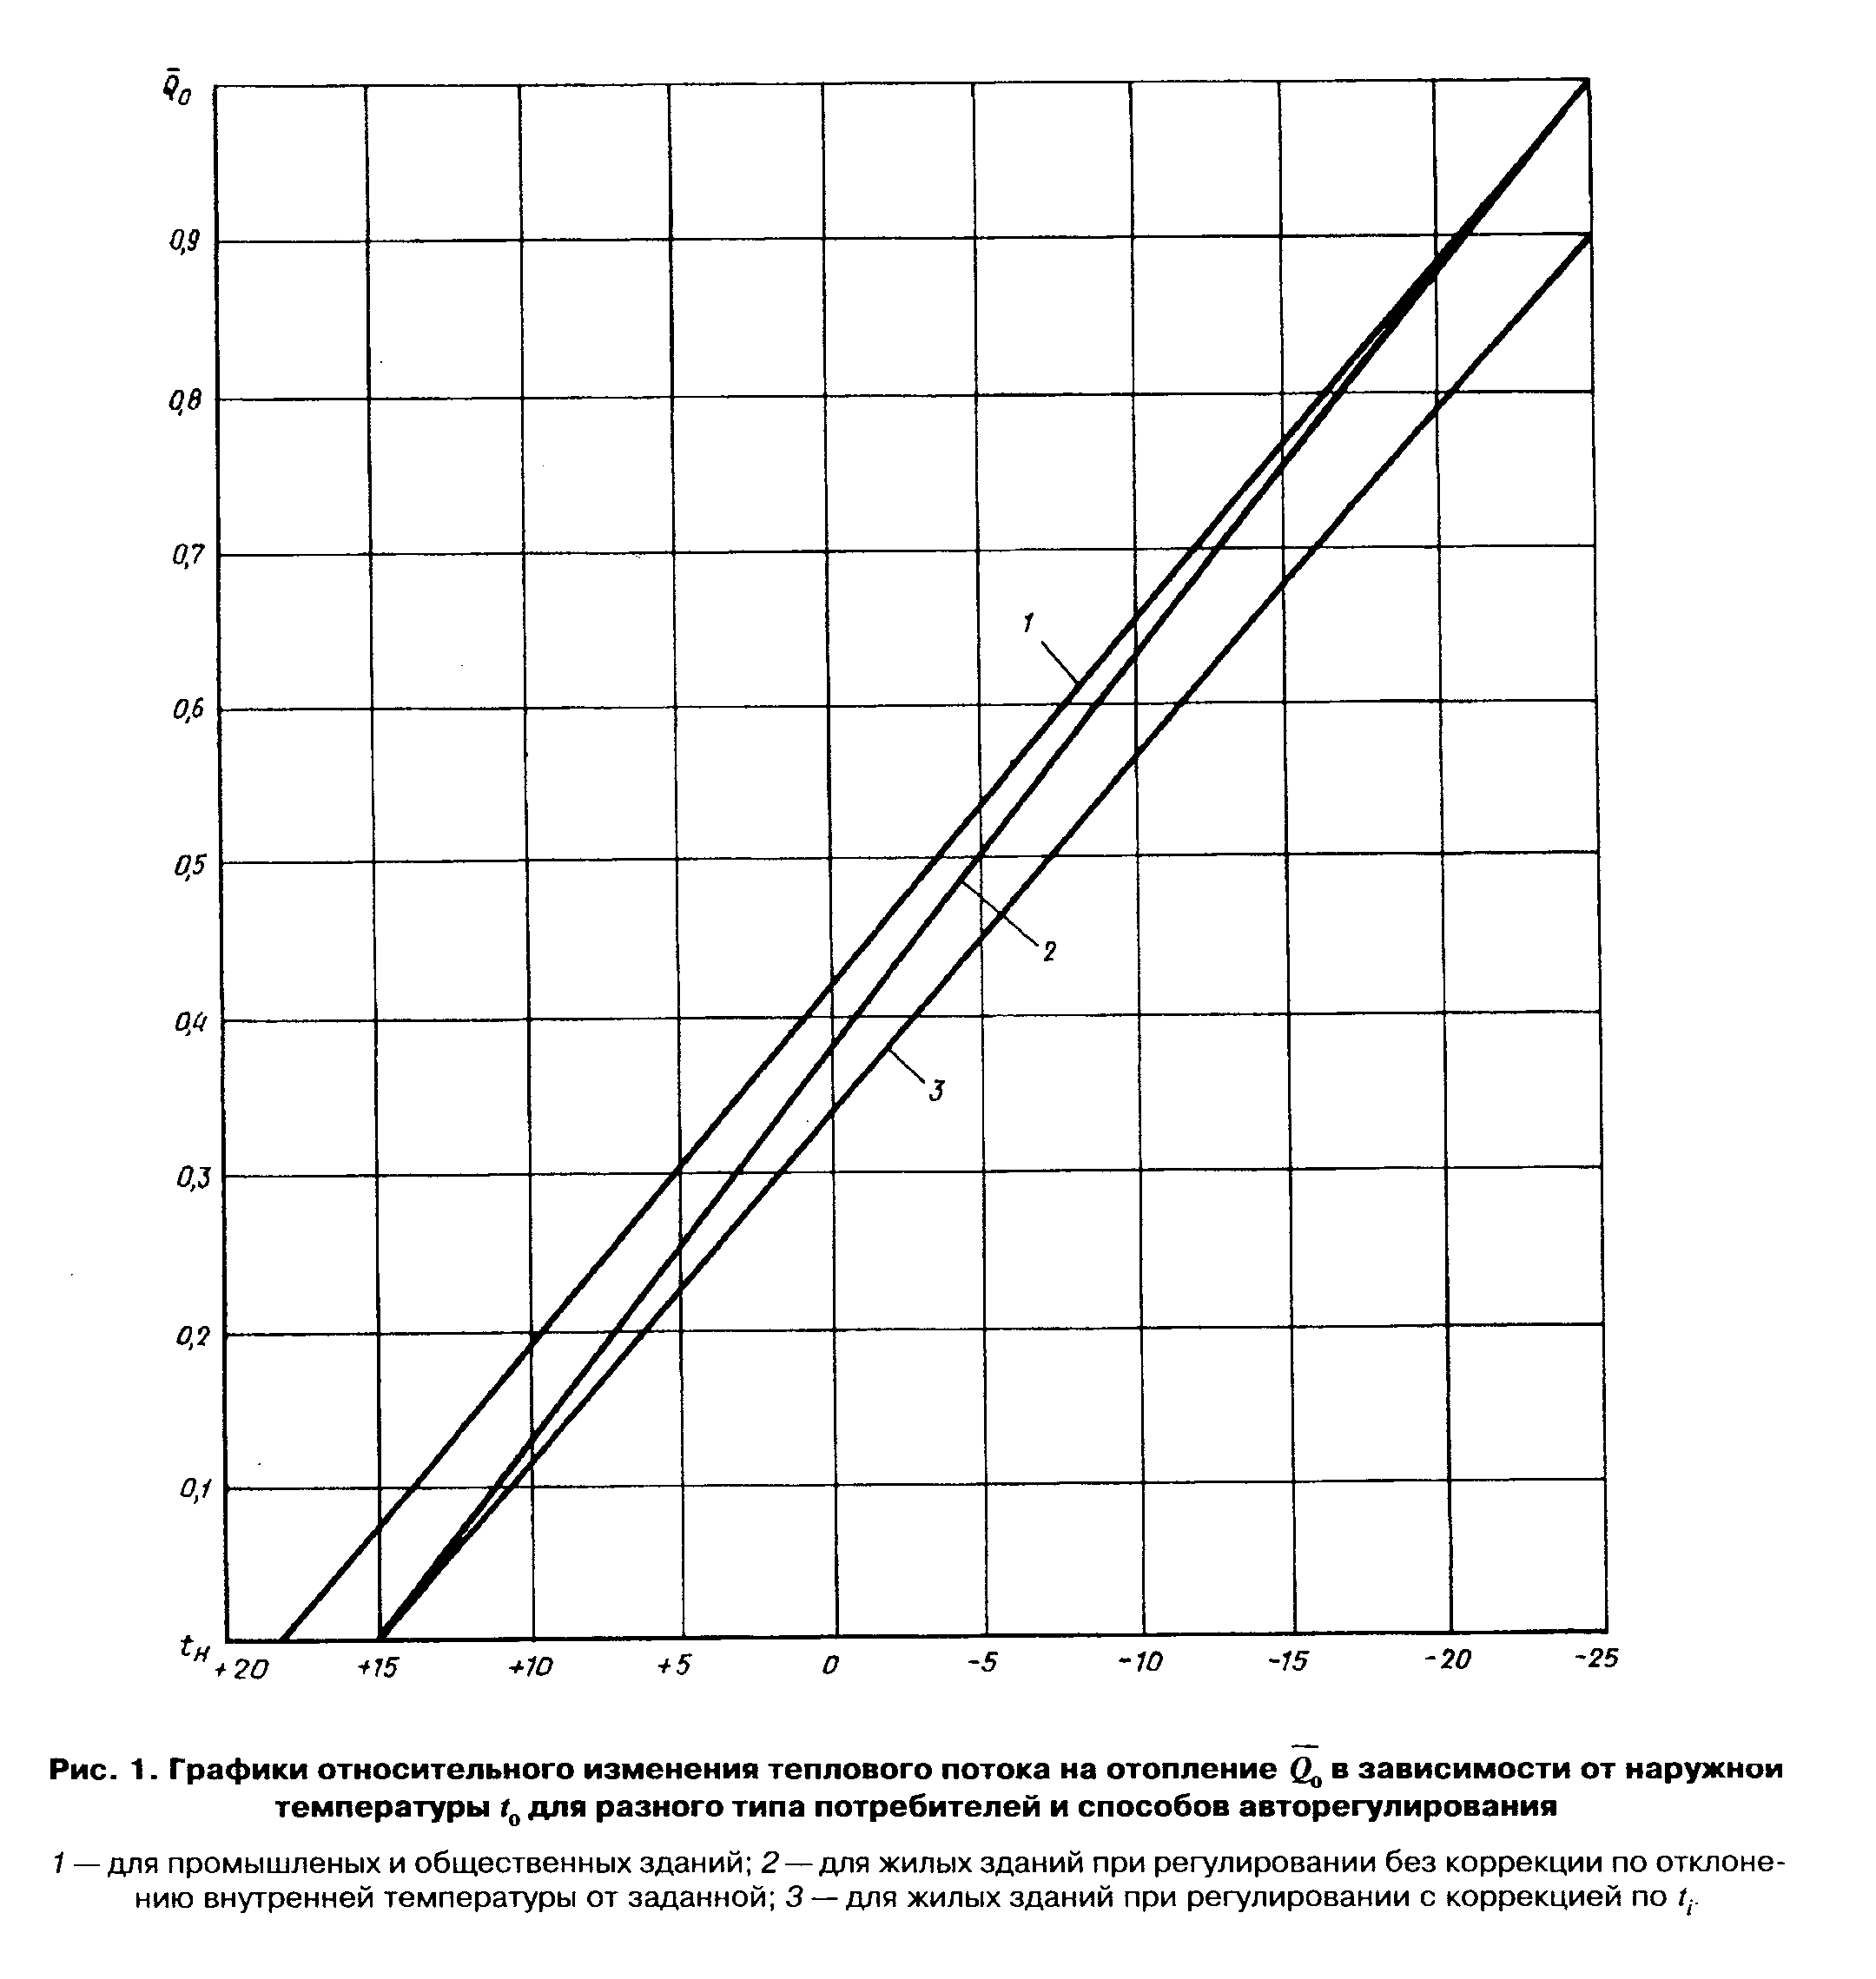 Q̄₀
0,9
0,8
0,7
0,6
0,5
0,4
0,3
0,2
0,1
1
2
3
tн
+20 +15 +10 +5 0 -5 -10 -15 -20 -25
Рис. 1. Графики относительного изменения теплового потока на отопление Q̄₀ в зависимости от наружнои
температуры t₀ для разного типа потребителей и способов авторегулирования
1 — для промышленых и общественных зданий; 2 — для жилых зданий при регулировании без коррекции по отклоне-
нию внутренней температуры от заданной; 3 — для жилых зданий при регулировании с коррекцией по tᵢ.